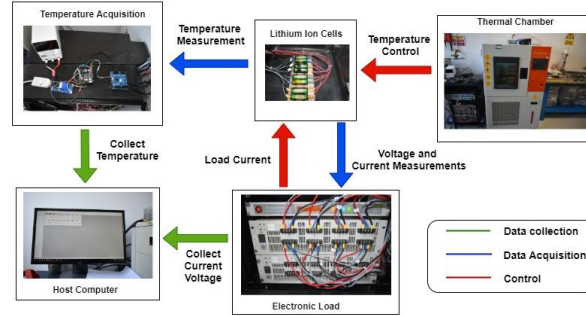 Temperature Acquisition
Temperature
Measurement
Lithium Ion Cells
Temperature
Control
Thermal Chamber
Collect
Temperature
Load Current
Voltage and
Current Measurements
Host Computer
Collect
Current
Voltage
Electronic Load
Data collection
Data Acquisition
Control